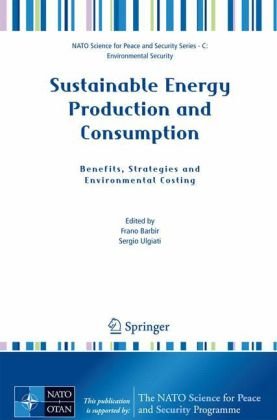 NATO Science for Peace and Security Series - C:
Environmental Security
Sustainable Energy
Production and
Consumption
Benefits, Strategies and
Environmental Costing
Edited by
Frano Barbir
Sergio Ulgiati
Springer
NATO
OTAN
This publication
is supported by:
The NATO Science for Peace
and Security Programme